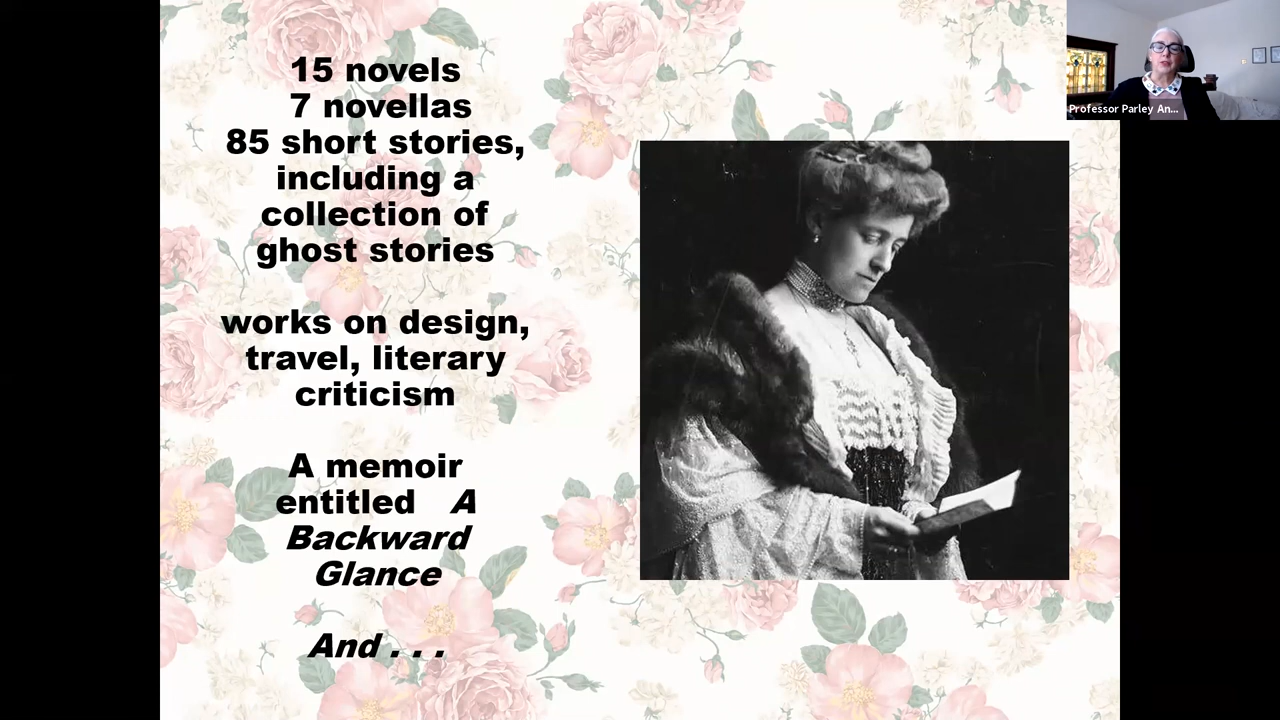 15 novels
7 novellas
85 short stories,
including a
collection of
ghost stories
works on design,
travel, literary
criticism
A memoir
entitled A
Backward
Glance
And . . .
Professor Parley An...